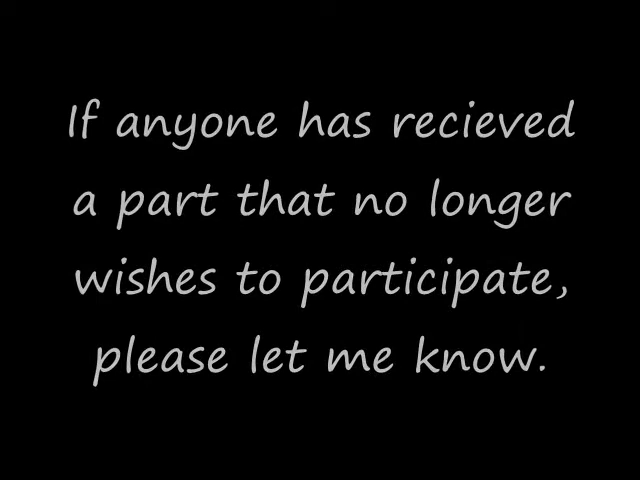 If anyone has recieved
a part that no longer
wishes to participate,
please let me know.